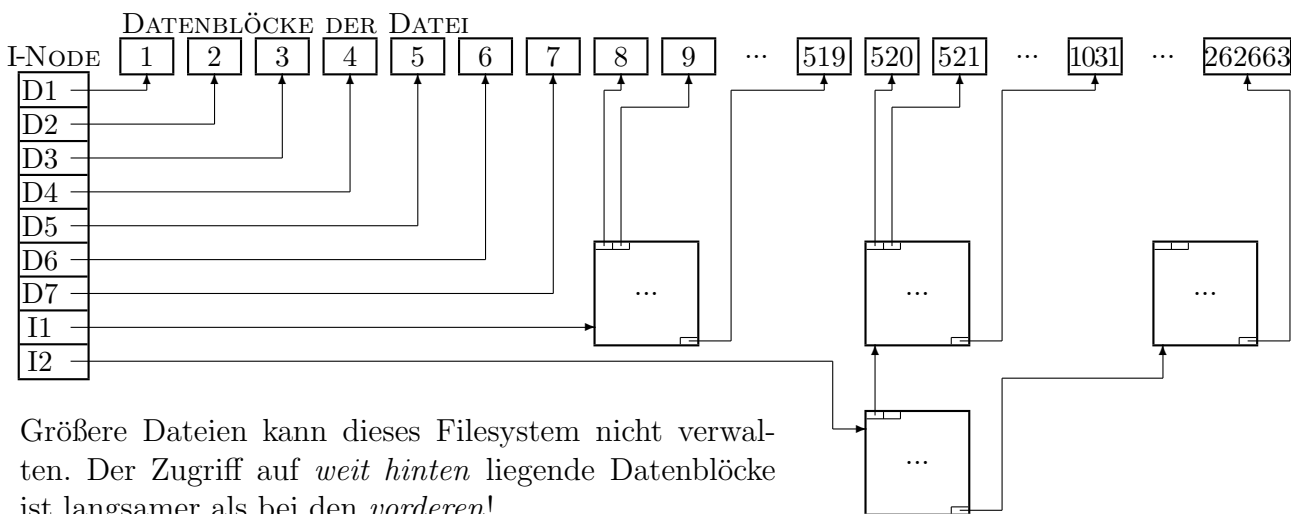 DATENBLÖCKE DER DATEI
I-NODE 1 2 3 4 5 6 7 8 9 ... 519 520 521 ... 1031 ... 262663
D1
D2
D3
D4
D5
D6
D7
... ... ...
I1
I2
Größere Dateien kann dieses Filesystem nicht verwal-
ten. Der Zugriff auf weit hinten liegende Datenblöcke
...
ist langsamer als bei den vorderen!